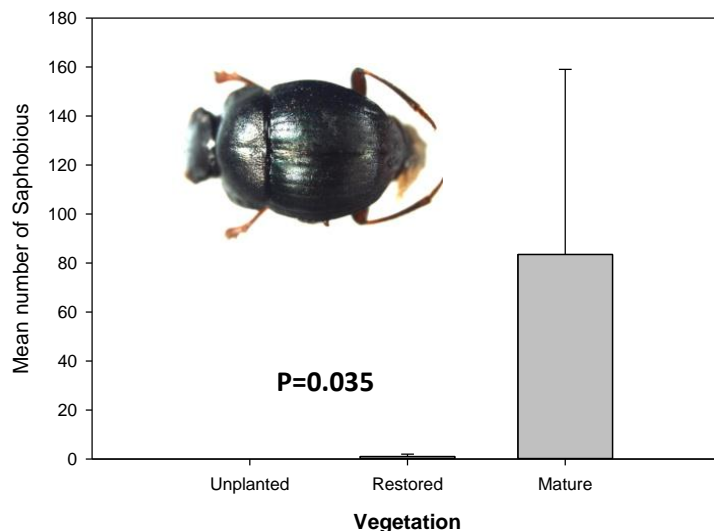 180
160
140
120
100
80
60
40
20
0
Mean number of Saphobious
P=0.035
Unplanted Restored Mature
Vegetation